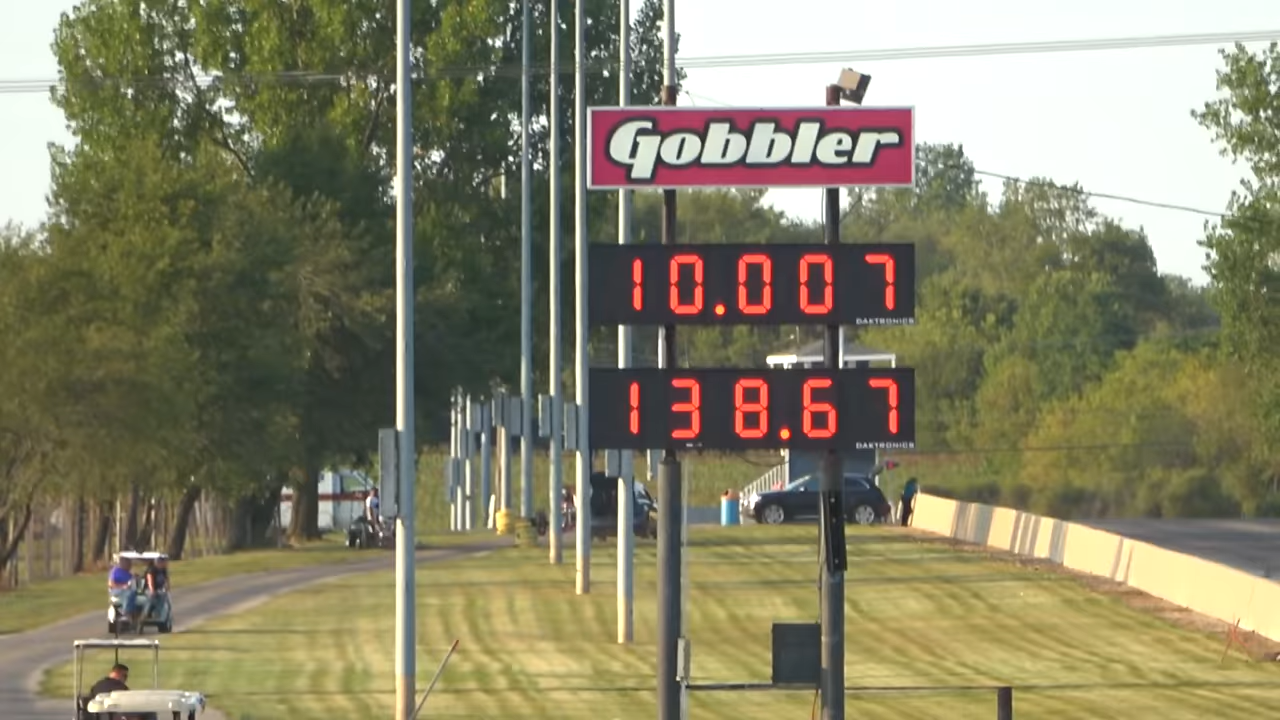 Gobbler
10.007
DAKTRONICS
138.67
DAKTRONICS